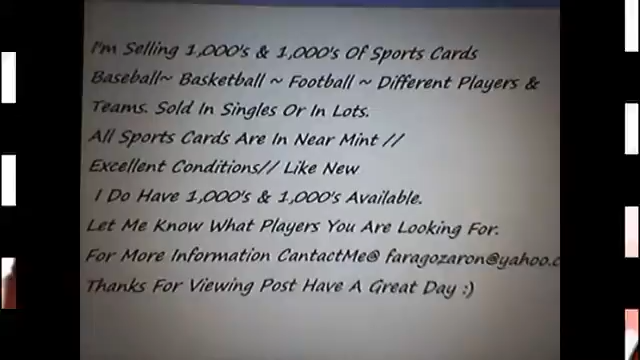 I'm Selling 1,000's & 1,000's Of Sports Cards
Baseball~ Basketball ~ Football ~ Different Players &
Teams. Sold In Singles Or In Lots.
All Sports Cards Are In Near Mint //
Excellent Conditions// Like New
I Do Have 1,000's & 1,000's Available.
Let Me Know What Players You Are Looking For.
For More Information CantactMe@ faragozaron@yahoo.c
Thanks For Viewing Post Have A Great Day :)